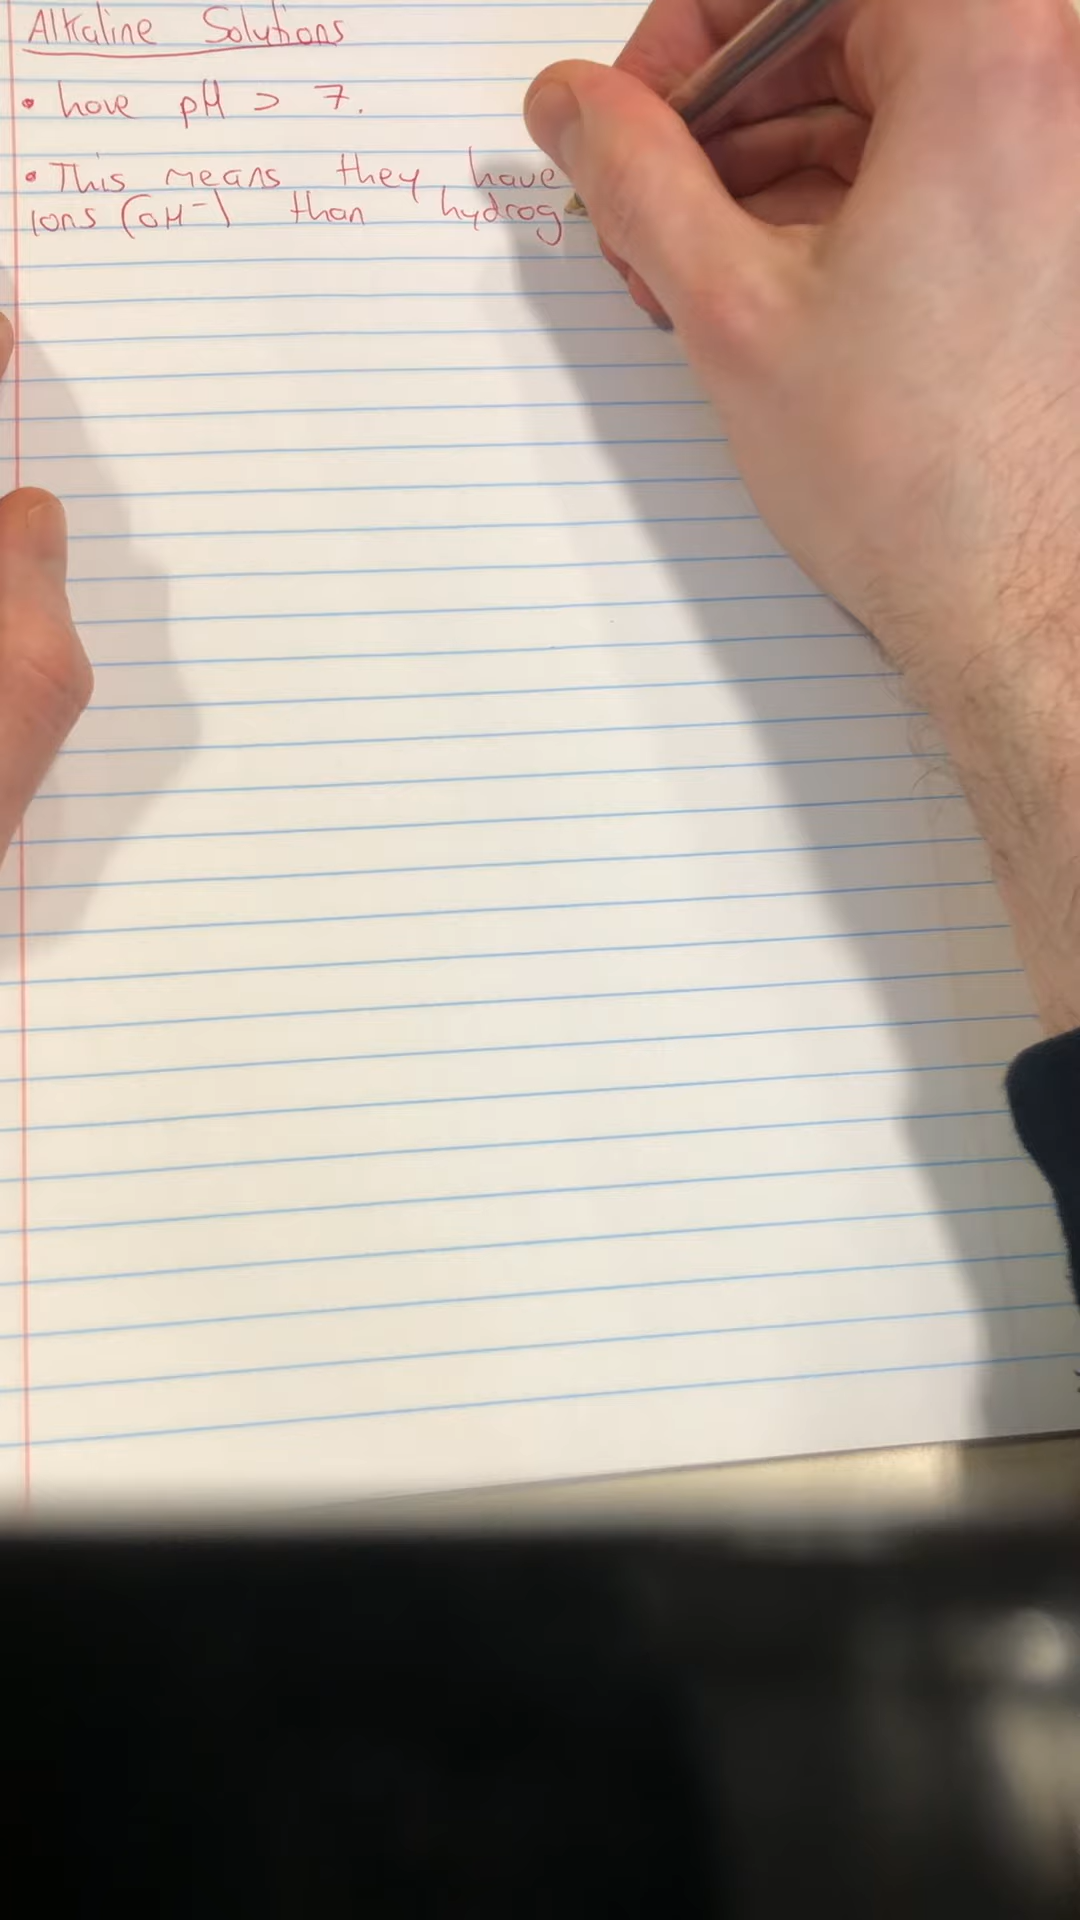 Alkaline Solutions
• have pH > 7.
• This means they have
ions (OH⁻) than hydrog